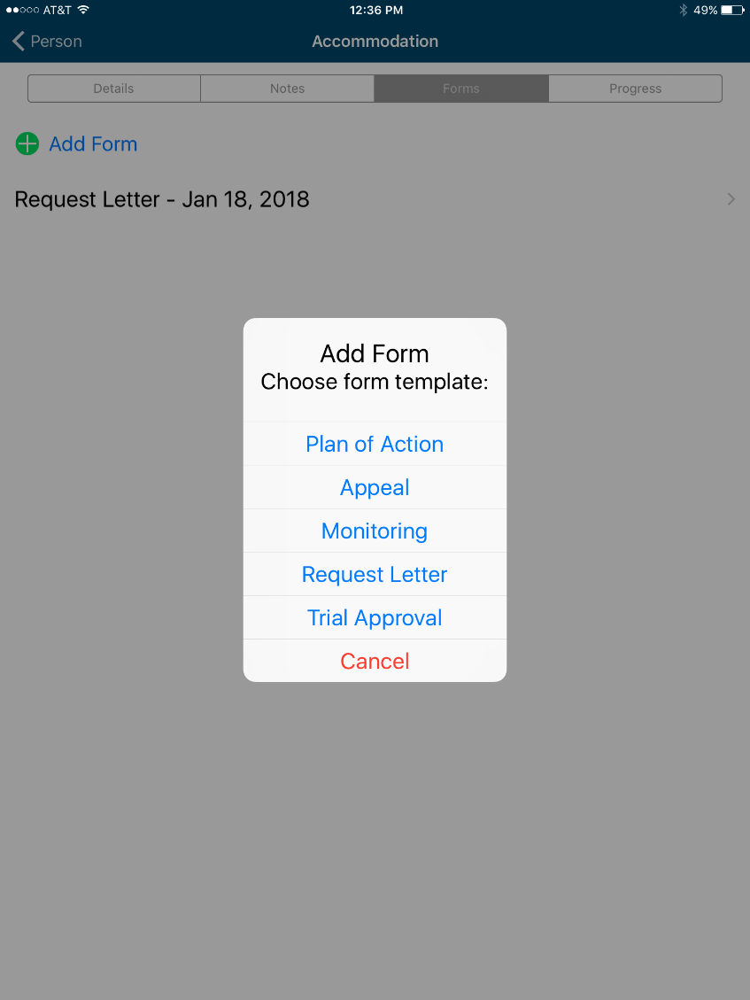 AT&T 12:36 PM 49%
Person Accommodation
Details Notes Forms Progress
Add Form
Request Letter - Jan 18, 2018
Add Form
Choose form template:
Plan of Action
Appeal
Monitoring
Request Letter
Trial Approval
Cancel